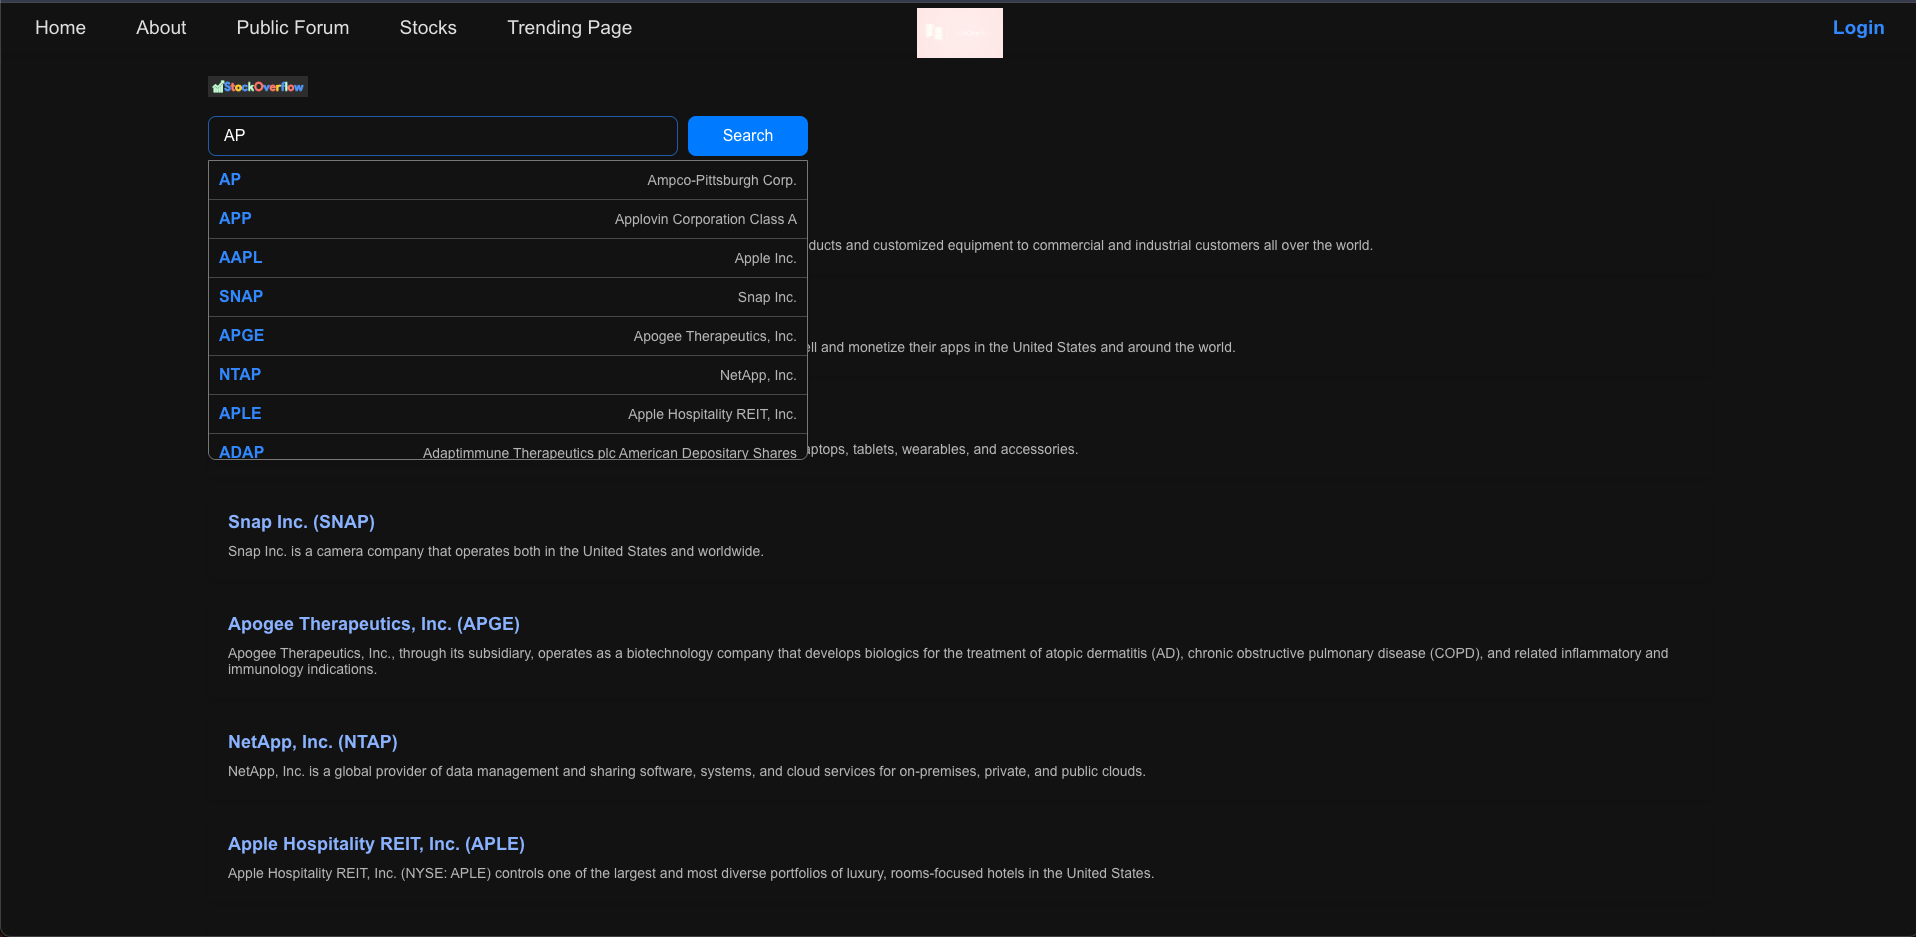 Home About Public Forum Stocks Trending Page Login
StockOverflow
AP Search
AP Ampco-Pittsburgh Corp.
APP Applovin Corporation Class A
ducts and customized equipment to commercial and industrial customers all over the world.
AAPL Apple Inc.
SNAP Snap Inc.
APGE Apogee Therapeutics, Inc.
ell and monetize their apps in the United States and around the world.
NTAP NetApp, Inc.
APLE Apple Hospitality REIT, Inc.
ADAP Adaptimmune Therapeutics plc American Depositary Shares
aptops, tablets, wearables, and accessories.
Snap Inc. (SNAP)
Snap Inc. is a camera company that operates both in the United States and worldwide.
Apogee Therapeutics, Inc. (APGE)
Apogee Therapeutics, Inc., through its subsidiary, operates as a biotechnology company that develops biologics for the treatment of atopic dermatitis (AD), chronic obstructive pulmonary disease (COPD), and related inflammatory and
immunology indications.
NetApp, Inc. (NTAP)
NetApp, Inc. is a global provider of data management and sharing software, systems, and cloud services for on-premises, private, and public clouds.
Apple Hospitality REIT, Inc. (APLE)
Apple Hospitality REIT, Inc. (NYSE: APLE) controls one of the largest and most diverse portfolios of luxury, rooms-focused hotels in the United States.